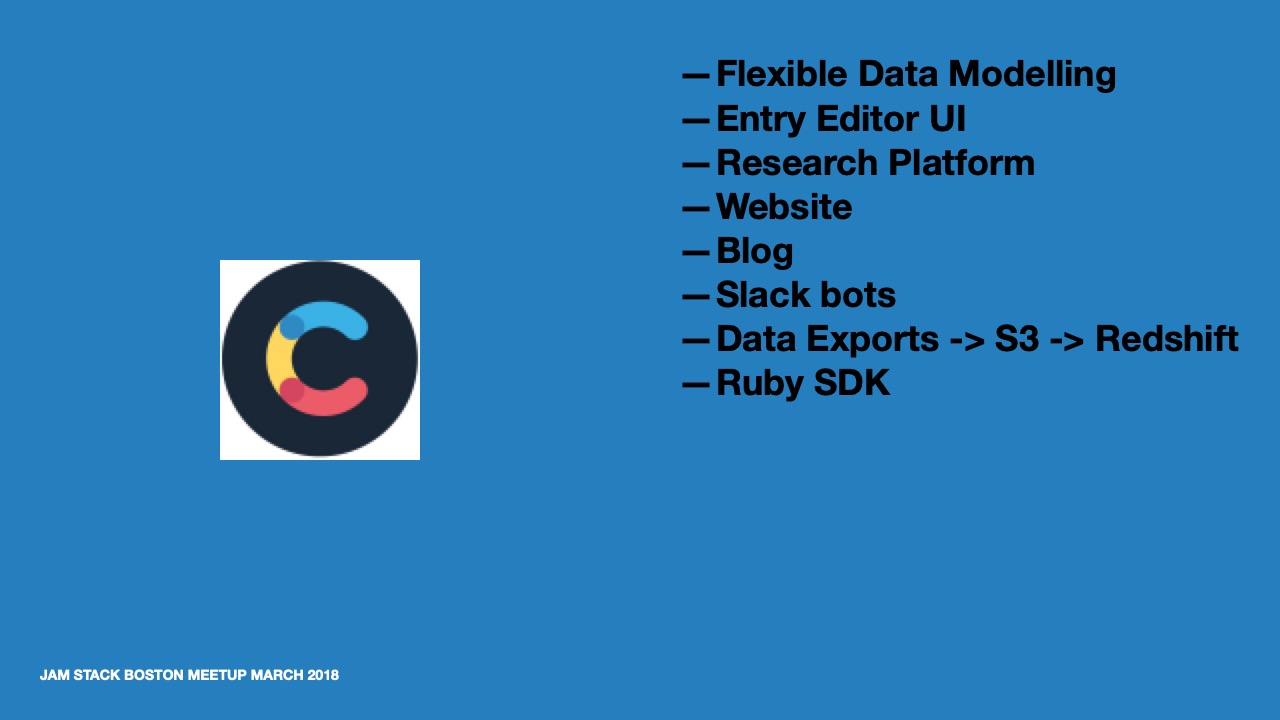 — Flexible Data Modelling
— Entry Editor UI
— Research Platform
— Website
— Blog
— Slack bots
— Data Exports -> S3 -> Redshift
— Ruby SDK
JAM STACK BOSTON MEETUP MARCH 2018